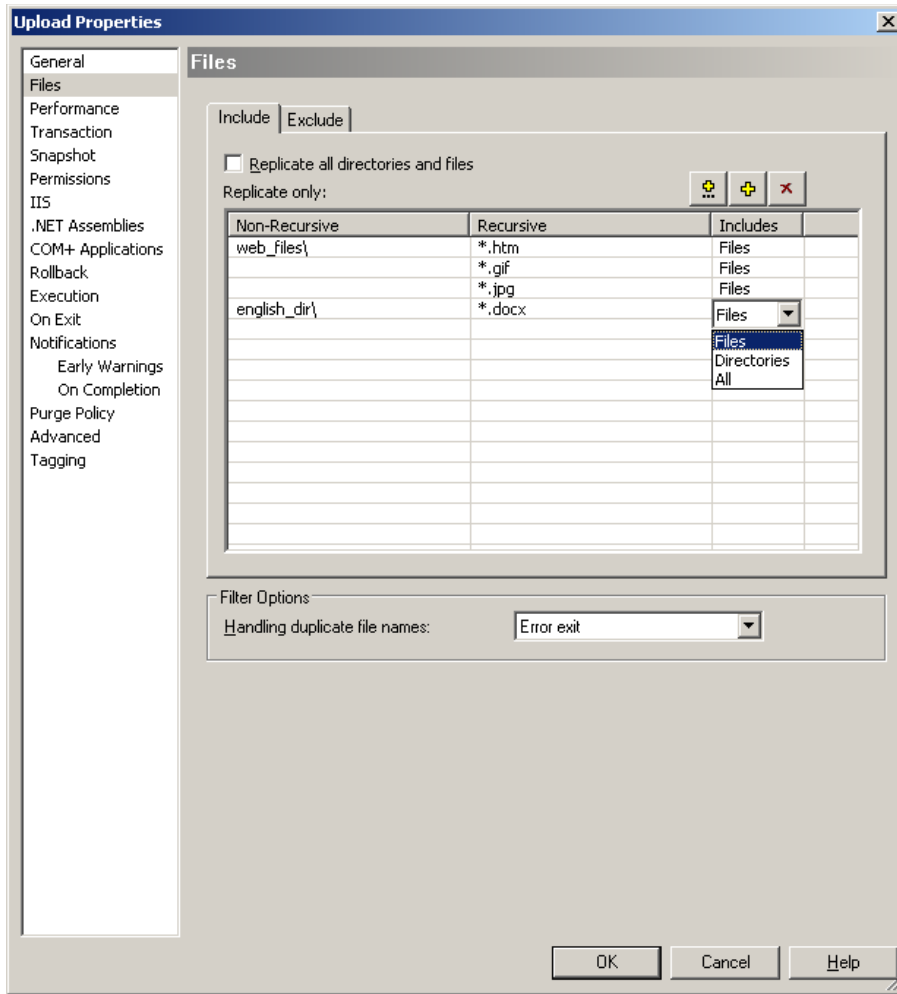 Upload Properties
General
Files
Performance
Transaction
Snapshot
Permissions
IIS
.NET Assemblies
COM+ Applications
Rollback
Execution
On Exit
Notifications
Early Warnings
On Completion
Purge Policy
Advanced
Tagging
Files
Include Exclude
Replicate all directories and files
Replicate only:
Non-Recursive Recursive Includes
web_files\ *.htm Files
*.gif Files
*.jpg Files
english_dir\ *.docx Files
Files
Directories
All
Filter Options
Handling duplicate file names: Error exit
OK Cancel Help